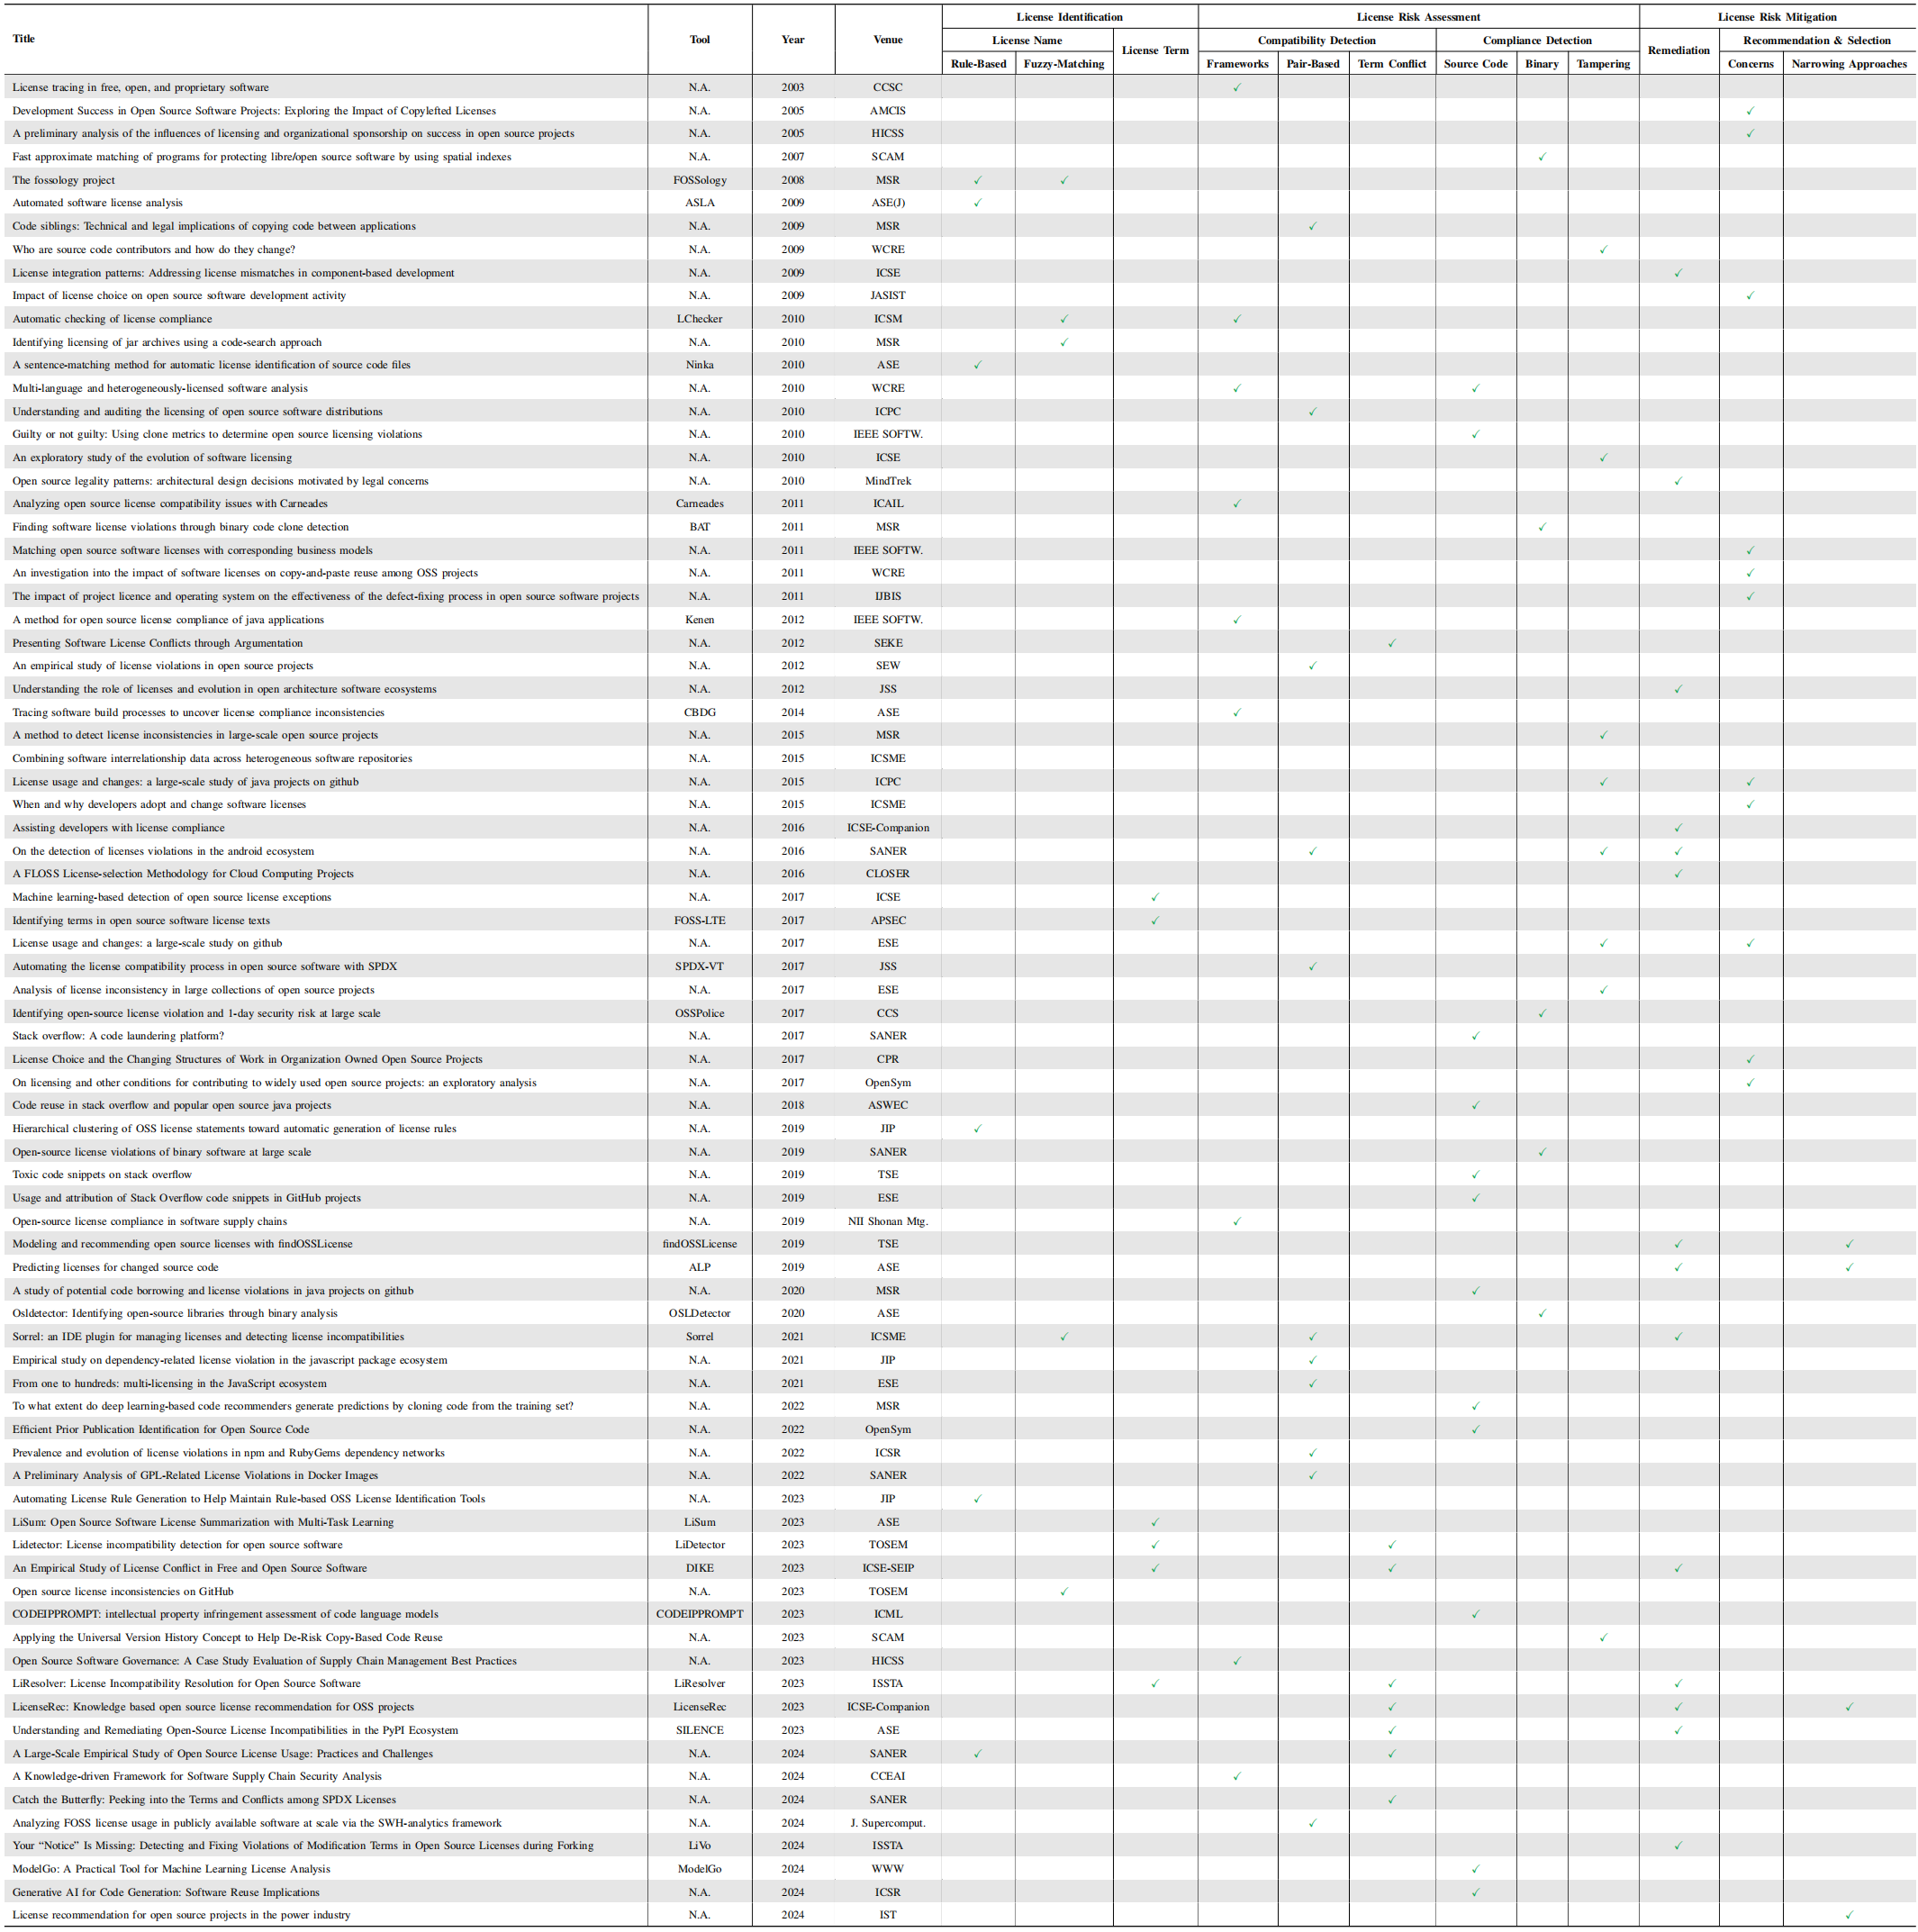 License Identification License Risk Assessment License Risk Mitigation
Title Tool Year Venue License Name License Term Compatibility Detection Compliance Detection Remediation Recommendation & Selection
Rule-Based Fuzzy-Matching Frameworks Pair-Based Term Conflict Source Code Binary Tampering Concerns Narrowing Approaches
License tracing in free, open, and proprietary software N.A. 2003 CCSC ✓
Development Success in Open Source Software Projects: Exploring the Impact of Copylefted Licenses N.A. 2005 AMCIS ✓
A preliminary analysis of the influences of licensing and organizational sponsorship on success in open source projects N.A. 2005 HICSS ✓
Fast approximate matching of programs for protecting libre/open source software by using spatial indexes N.A. 2007 SCAM ✓
The fossology project FOSSology 2008 MSR ✓ ✓
Automated software license analysis ASLA 2009 ASE(J) ✓
Code siblings: Technical and legal implications of copying code between applications N.A. 2009 MSR ✓
Who are source code contributors and how do they change? N.A. 2009 WCRE ✓
License integration patterns: Addressing license mismatches in component-based development N.A. 2009 ICSE ✓
Impact of license choice on open source software development activity N.A. 2009 JASIST ✓
Automatic checking of license compliance LChecker 2010 ICSM ✓ ✓
Identifying licensing of jar archives using a code-search approach N.A. 2010 MSR ✓
A sentence-matching method for automatic license identification of source code files Ninka 2010 ASE ✓
Multi-language and heterogeneously-licensed software analysis N.A. 2010 WCRE ✓ ✓
Understanding and auditing the licensing of open source software distributions N.A. 2010 ICPC ✓
Guilty or not guilty: Using clone metrics to determine open source licensing violations N.A. 2010 IEEE SOFTW. ✓
An exploratory study of the evolution of software licensing N.A. 2010 ICSE ✓
Open source legality patterns: architectural design decisions motivated by legal concerns N.A. 2010 MindTrek ✓
Analyzing open source license compatibility issues with Carneades Carneades 2011 ICAIL ✓
Finding software license violations through binary code clone detection BAT 2011 MSR ✓
Matching open source software licenses with corresponding business models N.A. 2011 IEEE SOFTW. ✓
An investigation into the impact of software licenses on copy-and-paste reuse among OSS projects N.A. 2011 WCRE ✓
The impact of project licence and operating system on the effectiveness of the defect-fixing process in open source software projects N.A. 2011 IJBIS ✓
A method for open source license compliance of java applications Kenen 2012 IEEE SOFTW. ✓
Presenting Software License Conflicts through Argumentation N.A. 2012 SEKE ✓
An empirical study of license violations in open source projects N.A. 2012 SEW ✓
Understanding the role of licenses and evolution in open architecture software ecosystems N.A. 2012 JSS ✓
Tracing software build processes to uncover license compliance inconsistencies CBDG 2014 ASE ✓
A method to detect license inconsistencies in large-scale open source projects N.A. 2015 MSR ✓
Combining software interrelationship data across heterogeneous software repositories N.A. 2015 ICSME
License usage and changes: a large-scale study of java projects on github N.A. 2015 ICPC ✓ ✓
When and why developers adopt and change software licenses N.A. 2015 ICSME ✓
Assisting developers with license compliance N.A. 2016 ICSE-Companion ✓
On the detection of licenses violations in the android ecosystem N.A. 2016 SANER ✓ ✓ ✓
A FLOSS License-selection Methodology for Cloud Computing Projects N.A. 2016 CLOSER ✓
Machine learning-based detection of open source license exceptions N.A. 2017 ICSE ✓
Identifying terms in open source software license texts FOSS-LTE 2017 APSEC ✓
License usage and changes: a large-scale study on github N.A. 2017 ESE ✓ ✓
Automating the license compatibility process in open source software with SPDX SPDX-VT 2017 JSS ✓
Analysis of license inconsistency in large collections of open source projects N.A. 2017 ESE ✓
Identifying open-source license violation and 1-day security risk at large scale OSSPolice 2017 CCS ✓
Stack overflow: A code laundering platform? N.A. 2017 SANER ✓
License Choice and the Changing Structures of Work in Organization Owned Open Source Projects N.A. 2017 CPR ✓
On licensing and other conditions for contributing to widely used open source projects: an exploratory analysis N.A. 2017 OpenSym ✓
Code reuse in stack overflow and popular open source java projects N.A. 2018 ASWEC ✓
Hierarchical clustering of OSS license statements toward automatic generation of license rules N.A. 2019 JIP ✓
Open-source license violations of binary software at large scale N.A. 2019 SANER ✓
Toxic code snippets on stack overflow N.A. 2019 TSE ✓
Usage and attribution of Stack Overflow code snippets in GitHub projects N.A. 2019 ESE ✓
Open-source license compliance in software supply chains N.A. 2019 NII Shonan Mtg. ✓
Modeling and recommending open source licenses with findOSSLicense findOSSLicense 2019 TSE ✓ ✓
Predicting licenses for changed source code ALP 2019 ASE ✓ ✓
A study of potential code borrowing and license violations in java projects on github N.A. 2020 MSR ✓
Osldetector: Identifying open-source libraries through binary analysis OSLDetector 2020 ASE ✓
Sorrel: an IDE plugin for managing licenses and detecting license incompatibilities Sorrel 2021 ICSME ✓ ✓ ✓
Empirical study on dependency-related license violation in the javascript package ecosystem N.A. 2021 JIP ✓
From one to hundreds: multi-licensing in the JavaScript ecosystem N.A. 2021 ESE ✓
To what extent do deep learning-based code recommenders generate predictions by cloning code from the training set? N.A. 2022 MSR ✓
Efficient Prior Publication Identification for Open Source Code N.A. 2022 OpenSym ✓
Prevalence and evolution of license violations in npm and RubyGems dependency networks N.A. 2022 ICSR ✓
A Preliminary Analysis of GPL-Related License Violations in Docker Images N.A. 2022 SANER ✓
Automating License Rule Generation to Help Maintain Rule-based OSS License Identification Tools N.A. 2023 JIP ✓
LiSum: Open Source Software License Summarization with Multi-Task Learning LiSum 2023 ASE ✓
Lidetector: License incompatibility detection for open source software LiDetector 2023 TOSEM ✓ ✓
An Empirical Study of License Conflict in Free and Open Source Software DIKE 2023 ICSE-SEIP ✓ ✓ ✓
Open source license inconsistencies on GitHub N.A. 2023 TOSEM ✓
CODEIPPROMPT: intellectual property infringement assessment of code language models CODEIPPROMPT 2023 ICML ✓
Applying the Universal Version History Concept to Help De-Risk Copy-Based Code Reuse N.A. 2023 SCAM ✓
Open Source Software Governance: A Case Study Evaluation of Supply Chain Management Best Practices N.A. 2023 HICSS ✓
LiResolver: License Incompatibility Resolution for Open Source Software LiResolver 2023 ISSTA ✓ ✓ ✓
LicenseRec: Knowledge based open source license recommendation for OSS projects LicenseRec 2023 ICSE-Companion ✓ ✓ ✓
Understanding and Remediating Open-Source License Incompatibilities in the PyPI Ecosystem SILENCE 2023 ASE ✓ ✓
A Large-Scale Empirical Study of Open Source License Usage: Practices and Challenges N.A. 2024 SANER ✓ ✓
A Knowledge-driven Framework for Software Supply Chain Security Analysis N.A. 2024 CCEAI ✓
Catch the Butterfly: Peeking into the Terms and Conflicts among SPDX Licenses N.A. 2024 SANER ✓
Analyzing FOSS license usage in publicly available software at scale via the SWH-analytics framework N.A. 2024 J. Supercomput. ✓
Your “Notice” Is Missing: Detecting and Fixing Violations of Modification Terms in Open Source Licenses during Forking LiVo 2024 ISSTA ✓
ModelGo: A Practical Tool for Machine Learning License Analysis ModelGo 2024 WWW ✓
Generative AI for Code Generation: Software Reuse Implications N.A. 2024 ICSR ✓
License recommendation for open source projects in the power industry N.A. 2024 IST ✓